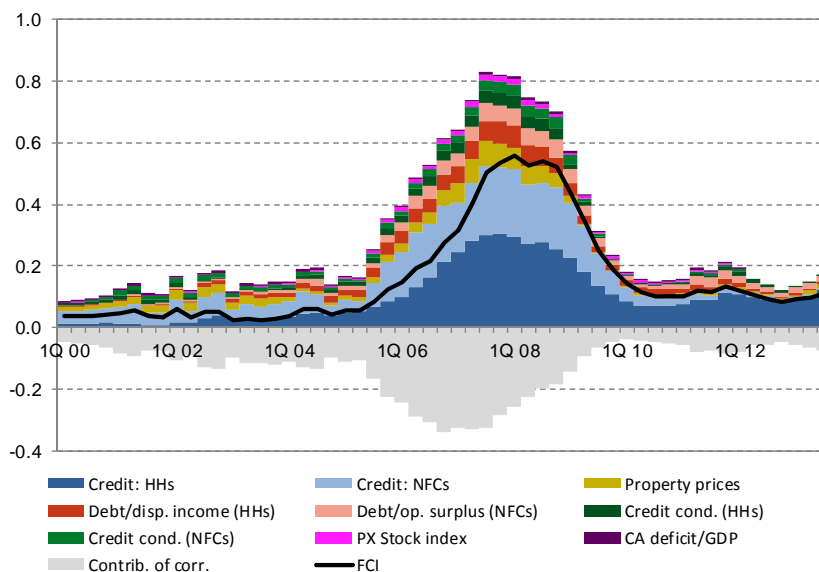 1.0
0.8
0.6
0.4
0.2
0.0
1Q 00 1Q 02 1Q 04 1Q 06 1Q 08 1Q 10 1Q 12
-0.2
-0.4
Credit: HHs Credit: NFCs Property prices
Debt/disp. income (HHs) Debt/op. surplus (NFCs) Credit cond. (HHs)
Credit cond. (NFCs) PX Stock index CA deficit/GDP
Contrib. of corr. FCI